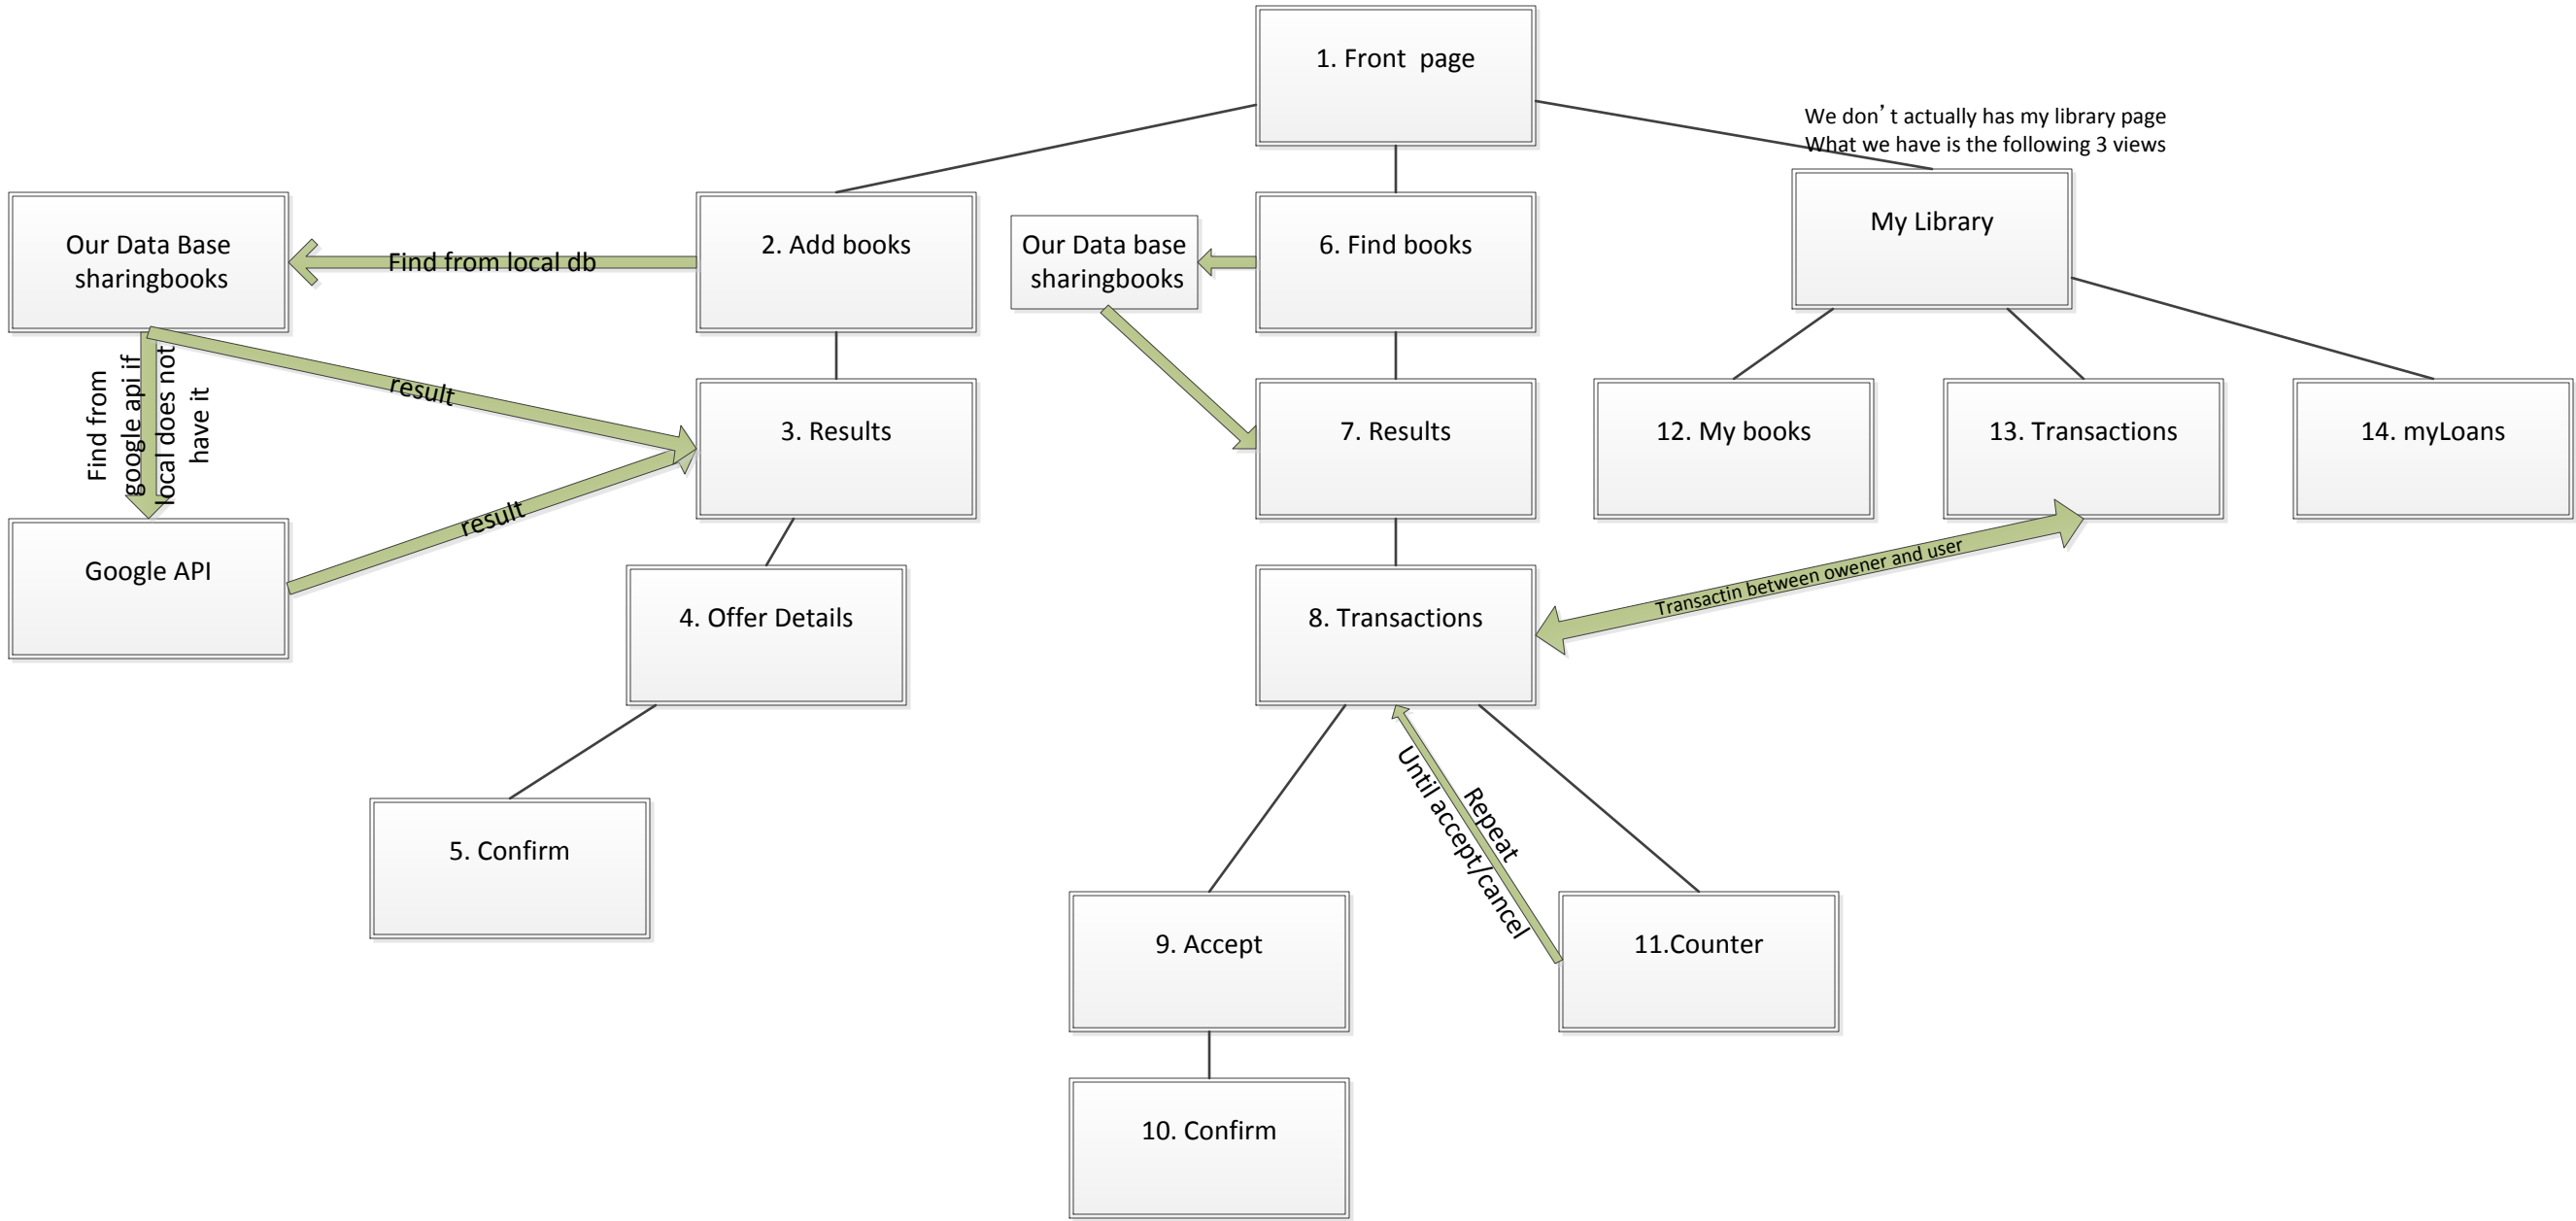 1. Front  page
We don’t actually has my library page
What we have is the following 3 views
Our Data Base
sharingbooks
Find from local db
2. Add books
Our Data base
sharingbooks
6. Find books
My Library
Find from
google api if
local does not
have it
result
3. Results
7. Results
12. My books
13. Transactions
14. myLoans
result
Google API
4. Offer Details
8. Transactions
Transactin between owener and user
5. Confirm
Repeat
Until accept/cancel
9. Accept
11.Counter
10. Confirm